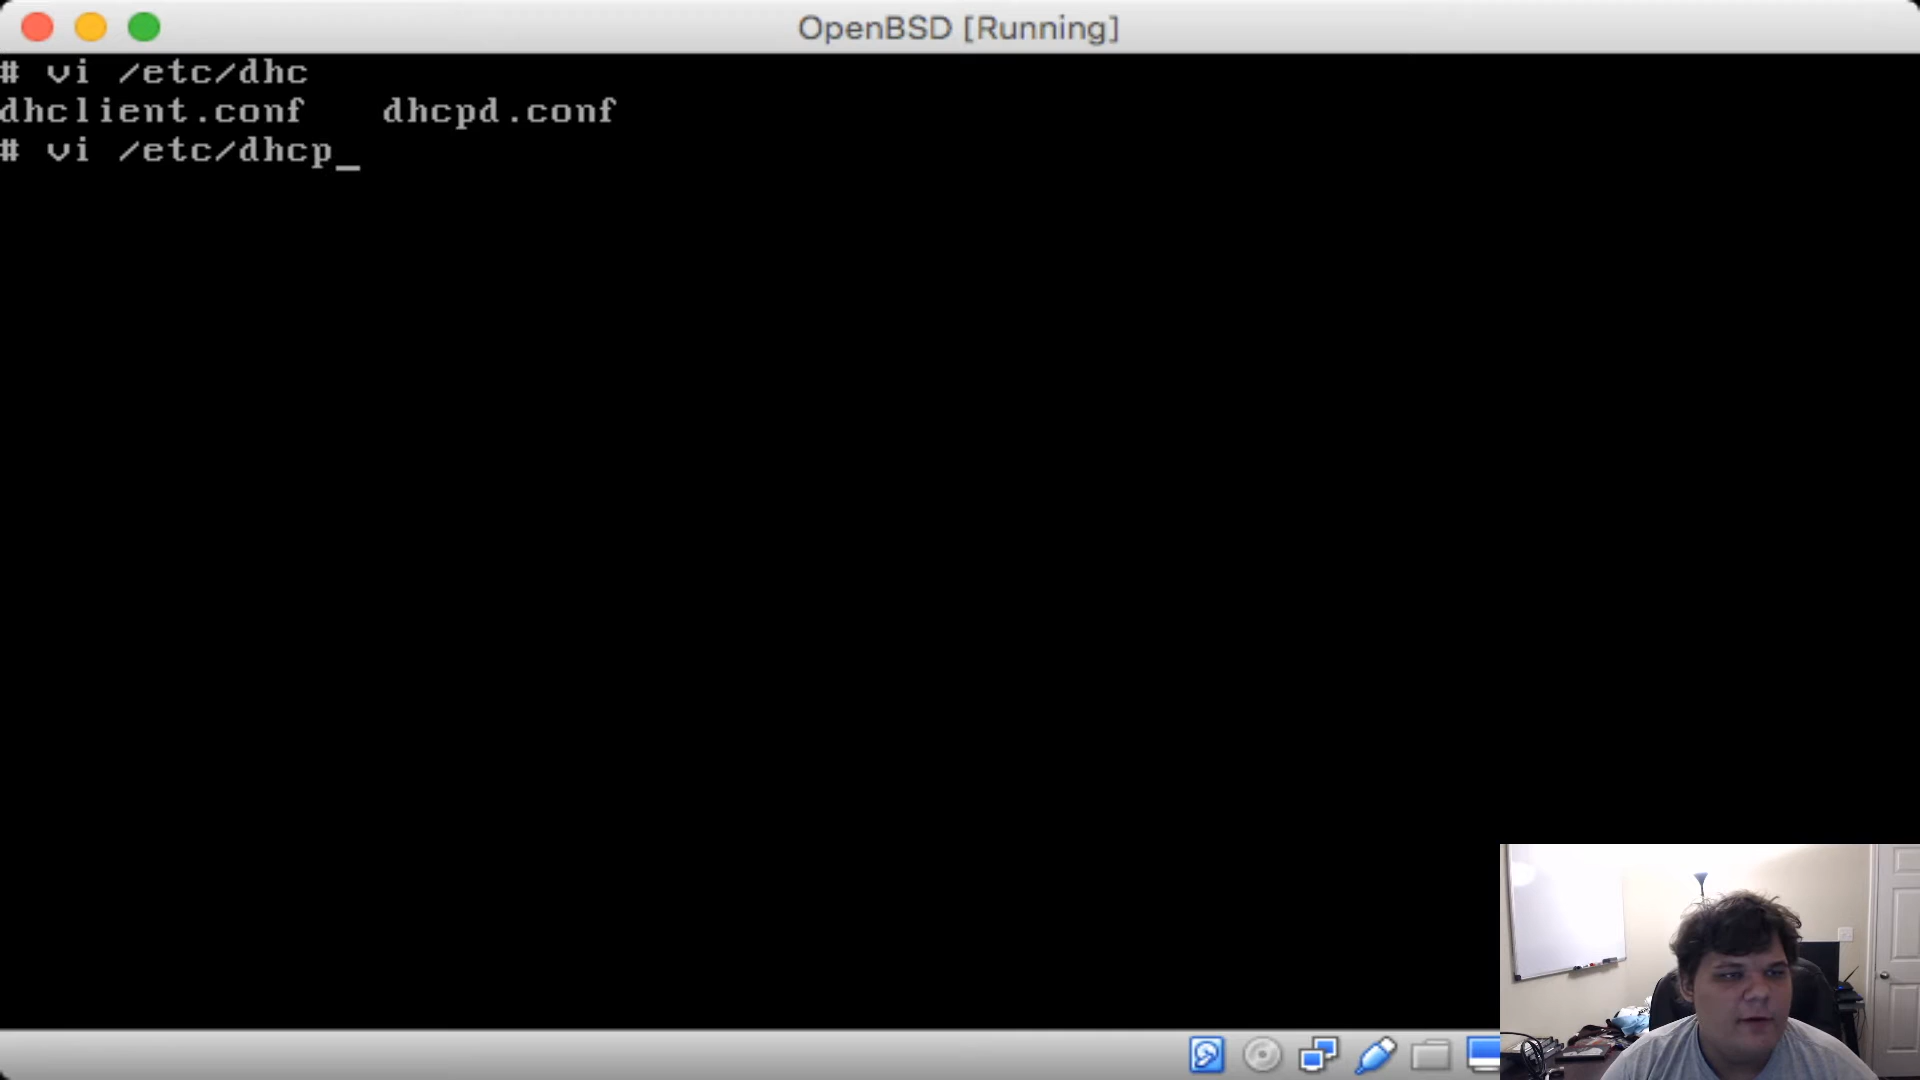 OpenBSD [Running]
# vi /etc/dhc
dhclient.conf dhcpd.conf
# vi /etc/dhcp_